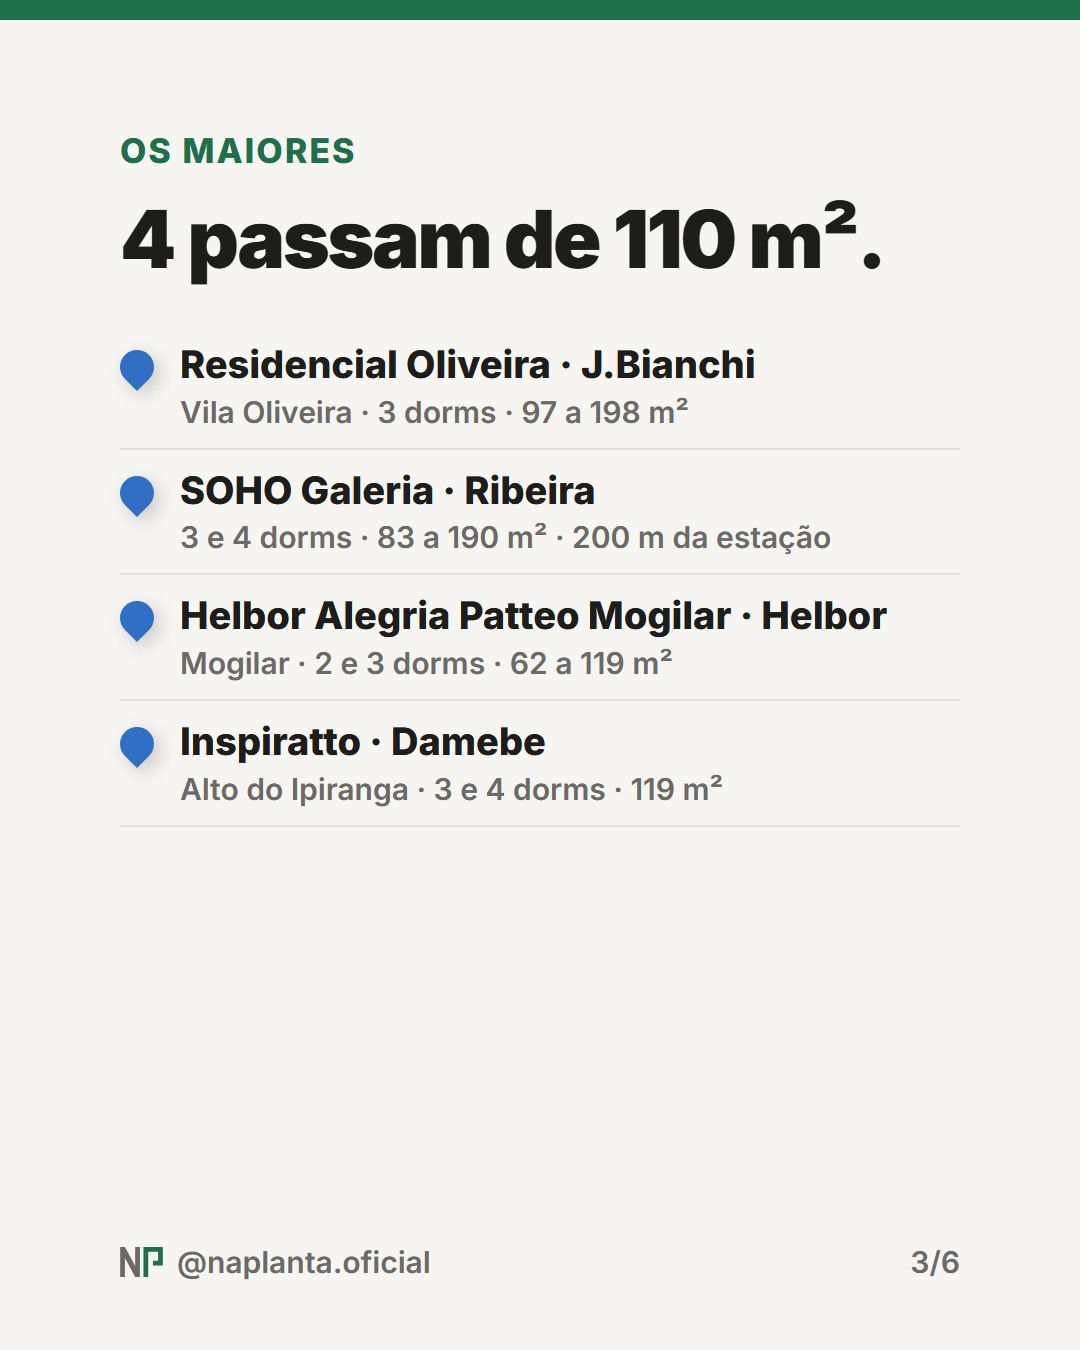 OS MAIORES
4 passam de 110 m².
Residencial Oliveira · J.Bianchi
Vila Oliveira · 3 dorms · 97 a 198 m²
SOHO Galeria · Ribeira
3 e 4 dorms · 83 a 190 m² · 200 m da estação
Helbor Alegria Patteo Mogilar · Helbor
Mogilar · 2 e 3 dorms · 62 a 119 m²
Inspiratto · Damebe
Alto do Ipiranga · 3 e 4 dorms · 119 m²
NP @naplanta.oficial
3/6